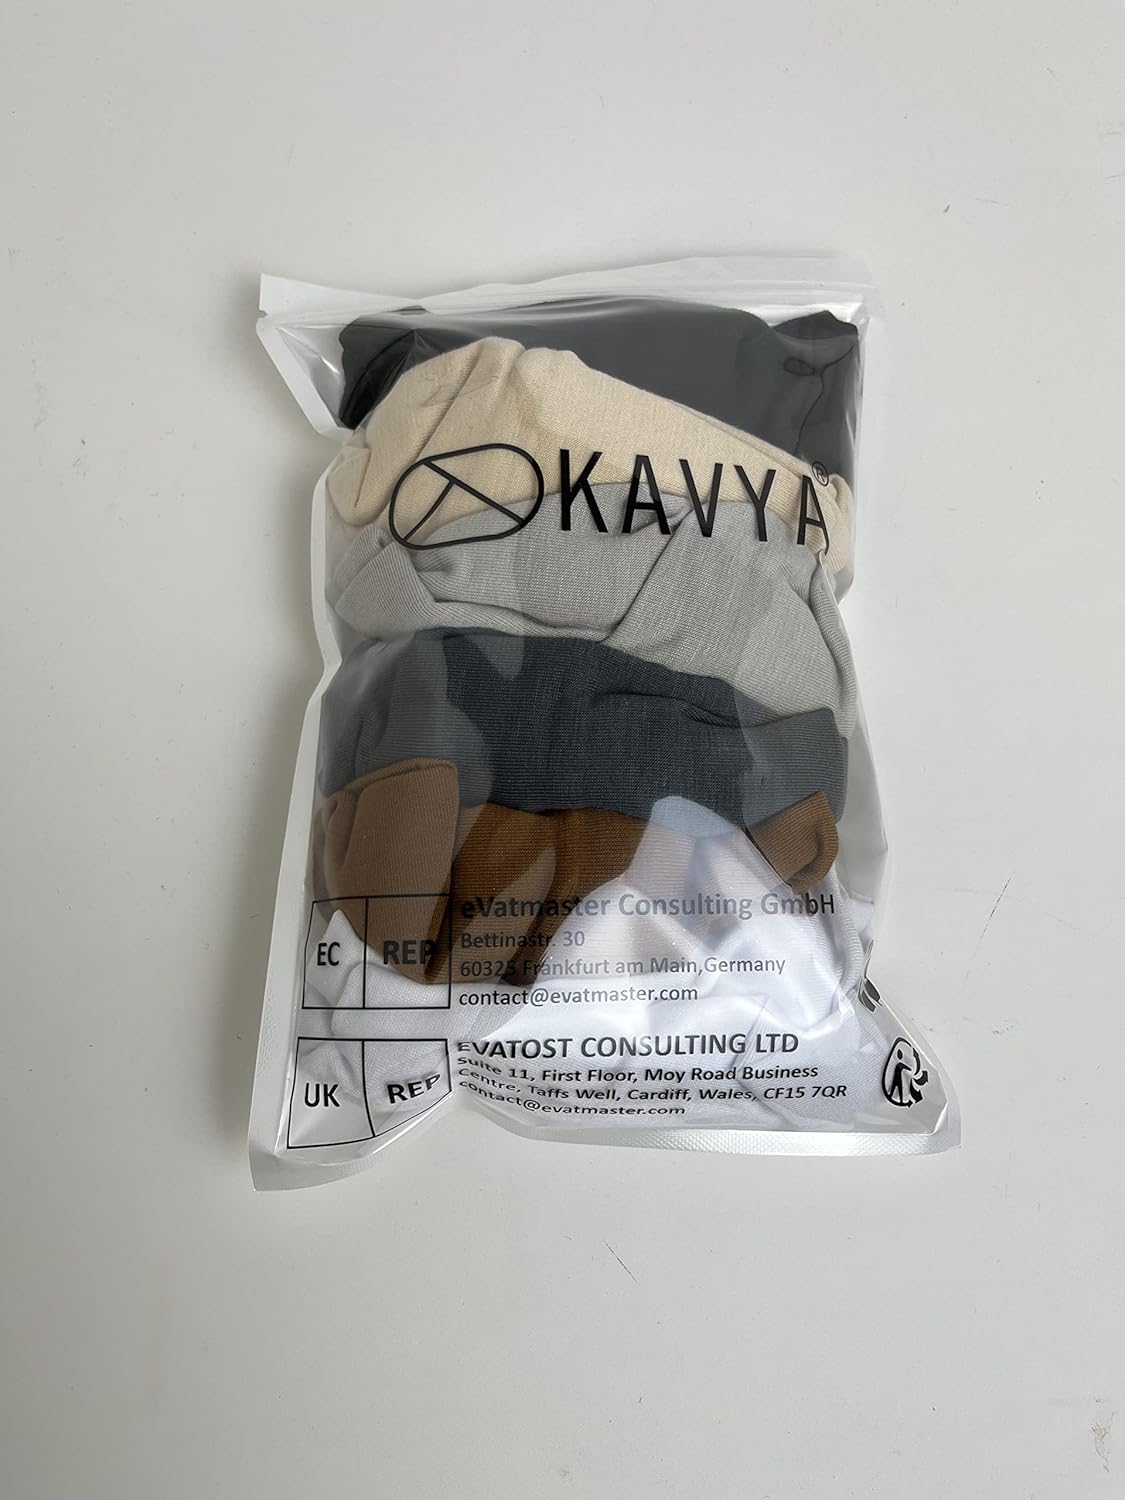 KAVYA®
EC REP
eVatmaster Consulting GmbH
Bettinastr. 30
60325 Frankfurt am Main,Germany
contact@evatmaster.com
UK REP
EVATOST CONSULTING LTD
Suite 11, First Floor, Moy Road Business
Centre, Taffs Well, Cardiff, Wales, CF15 7QR
contact@evatmaster.com